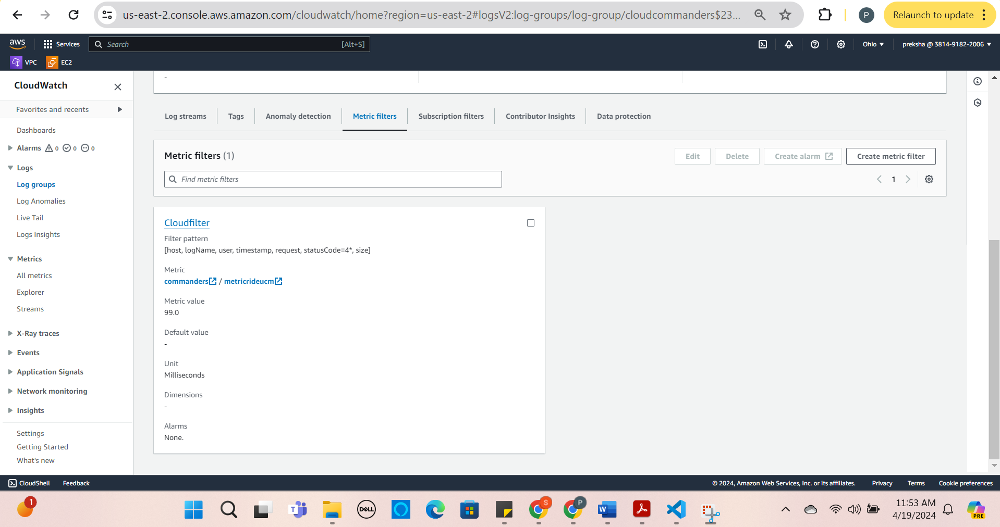 us-east-2.console.aws.amazon.com/cloudwatch/home?region=us-east-2#logsV2:log-groups/log-group/cloudcommanders$23...
P
Relaunch to update
aws
Services
Search
[Alt+S]
Ohio
preksha @ 3814-9182-2006
VPC
EC2
CloudWatch
Favorites and recents
Dashboards
Alarms 0 0 0
Logs
Log groups
Log Anomalies
Live Tail
Logs Insights
Metrics
All metrics
Explorer
Streams
X-Ray traces
Events
Application Signals
Network monitoring
Insights
Settings
Getting Started
What's new
-
Log streams
Tags
Anomaly detection
Metric filters
Subscription filters
Contributor Insights
Data protection
Metric filters (1)
Edit
Delete
Create alarm
Create metric filter
Find metric filters
1
Cloudfilter
Filter pattern
[host, logName, user, timestamp, request, statusCode=4*, size]
Metric
commanders / metricrideucm
Metric value
99.0
Default value
-
Unit
Milliseconds
Dimensions
-
Alarms
None.
CloudShell
Feedback
© 2024, Amazon Web Services, Inc. or its affiliates.
Privacy
Terms
Cookie preferences
1
T
DELL
S
P
W
PRE
11:53 AM
4/19/2024